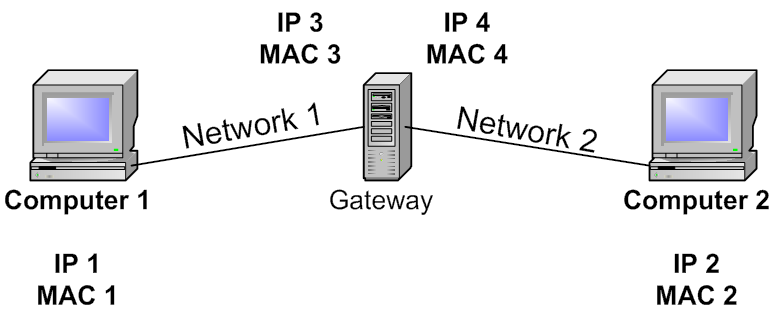 IP 3
MAC 3
IP 4
MAC 4
Network 1
Network 2
Computer 1
Gateway
Computer 2
IP 1
MAC 1
IP 2
MAC 2